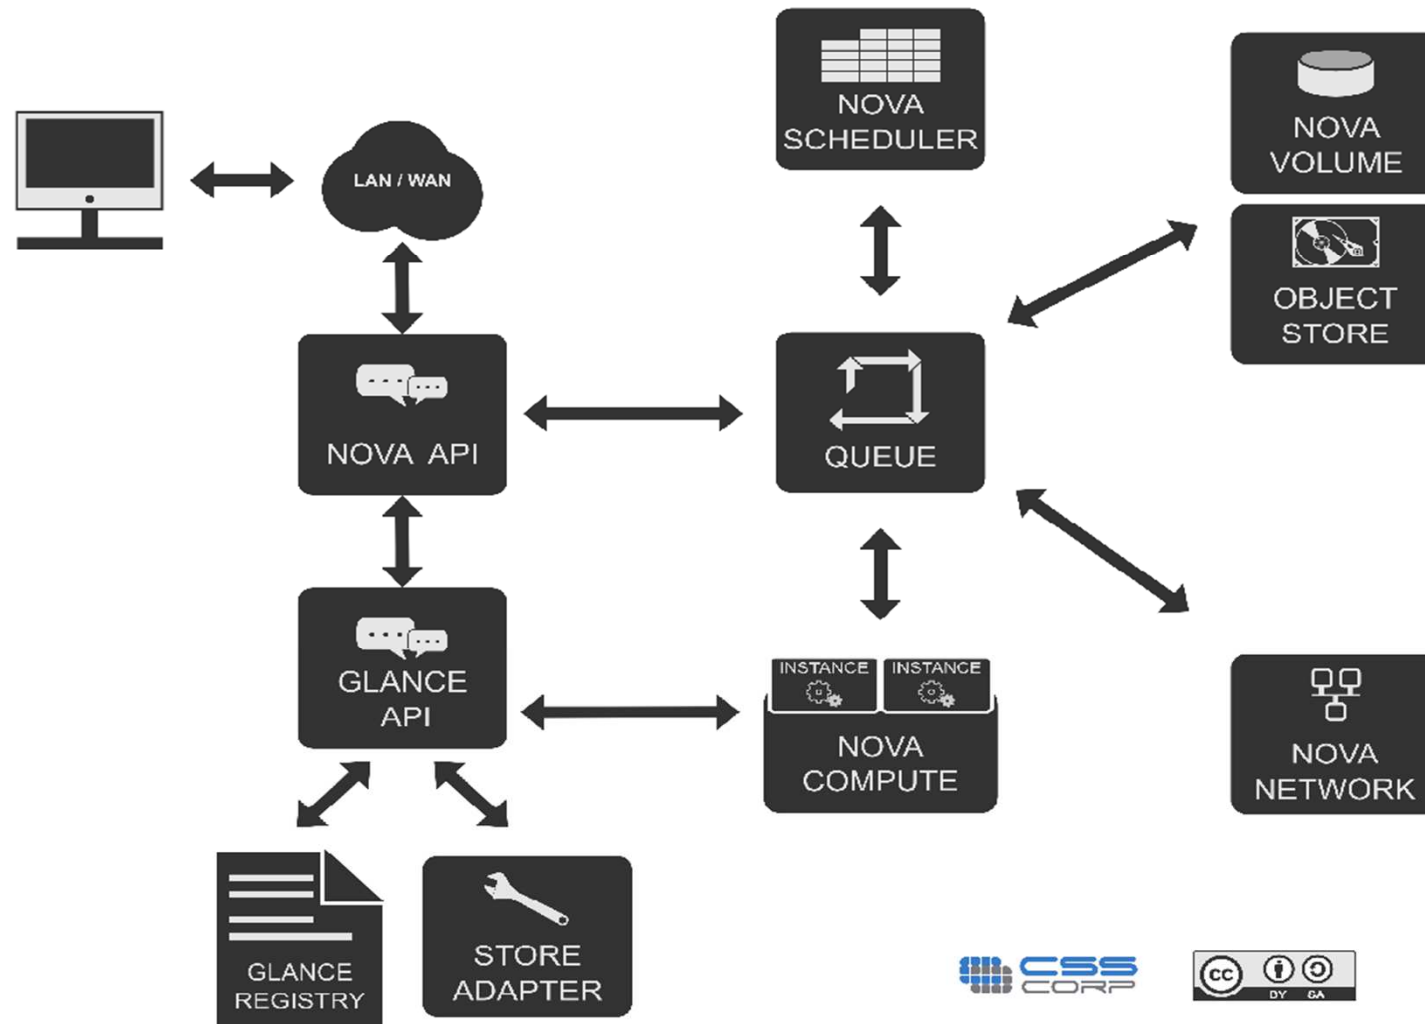 NOVA
SCHEDULER
NOVA
VOLUME
LAN / WAN
OBJECT
STORE
NOVA API
QUEUE
GLANCE
API
INSTANCE
INSTANCE
NOVA
COMPUTE
NOVA
NETWORK
GLANCE
REGISTRY
STORE
ADAPTER
CSS
CORP
cc
BY SA